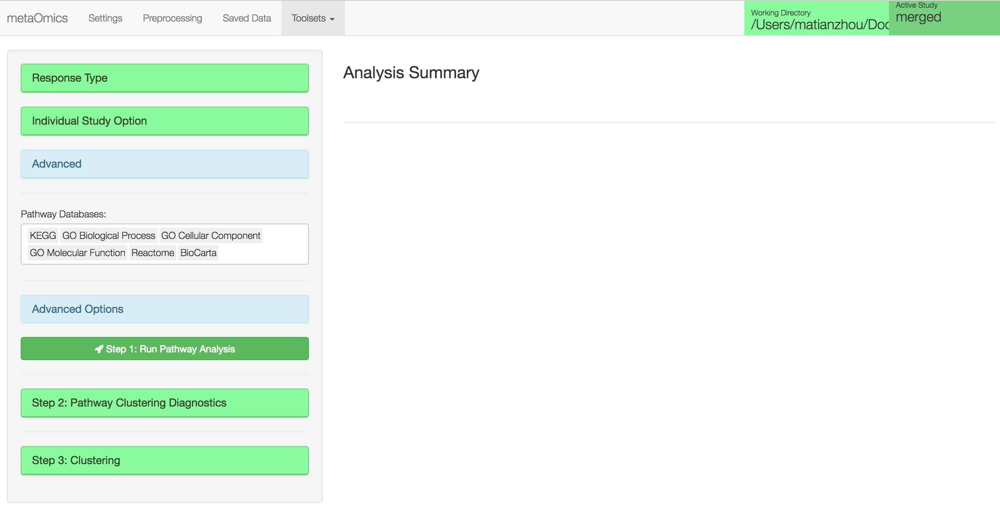 metaOmics Settings Preprocessing Saved Data Toolsets
Working Directory
/Users/matianzhou/Doc
Active Study
merged
Response Type
Individual Study Option
Advanced
Pathway Databases:
KEGG GO Biological Process GO Cellular Component
GO Molecular Function Reactome BioCarta
Advanced Options
Step 1: Run Pathway Analysis
Step 2: Pathway Clustering Diagnostics
Step 3: Clustering
Analysis Summary